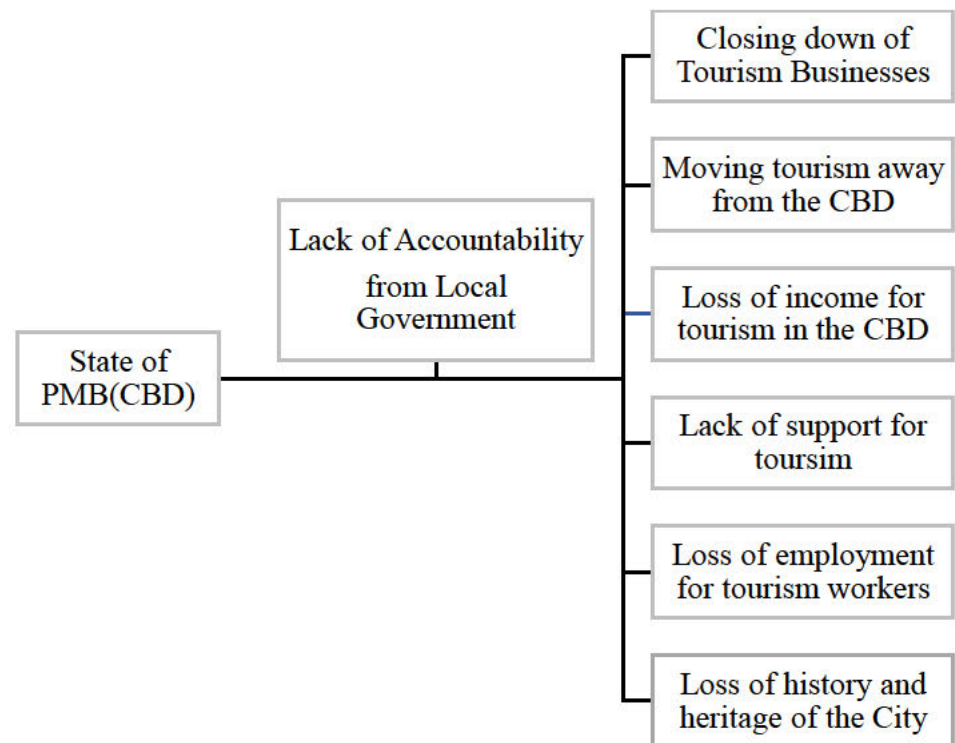 State of
PMB(CBD)
Lack of Accountability
from Local
Government
Closing down of
Tourism Businesses
Moving tourism away
from the CBD
Loss of income for
tourism in the CBD
Lack of support for
toursim
Loss of employment
for tourism workers
Loss of history and
heritage of the City